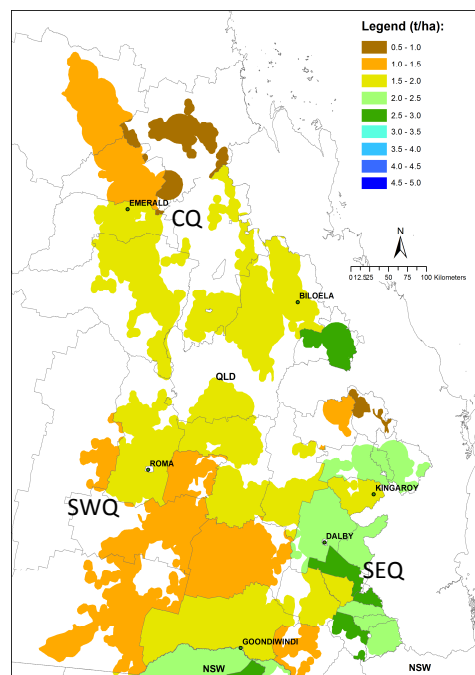 Legend (t/ha):
0.5 - 1.0
1.0 - 1.5
1.5 - 2.0
2.0 - 2.5
2.5 - 3.0
3.0 - 3.5
3.5 - 4.0
4.0 - 4.5
4.5 - 5.0
N
0 12.5 25 50 75 100 Kilometers
EMERALD
CQ
BILOELA
QLD
ROMA
KINGAROY
SWQ
DALBY
SEQ
GOONDIWINDI
NSW
NSW